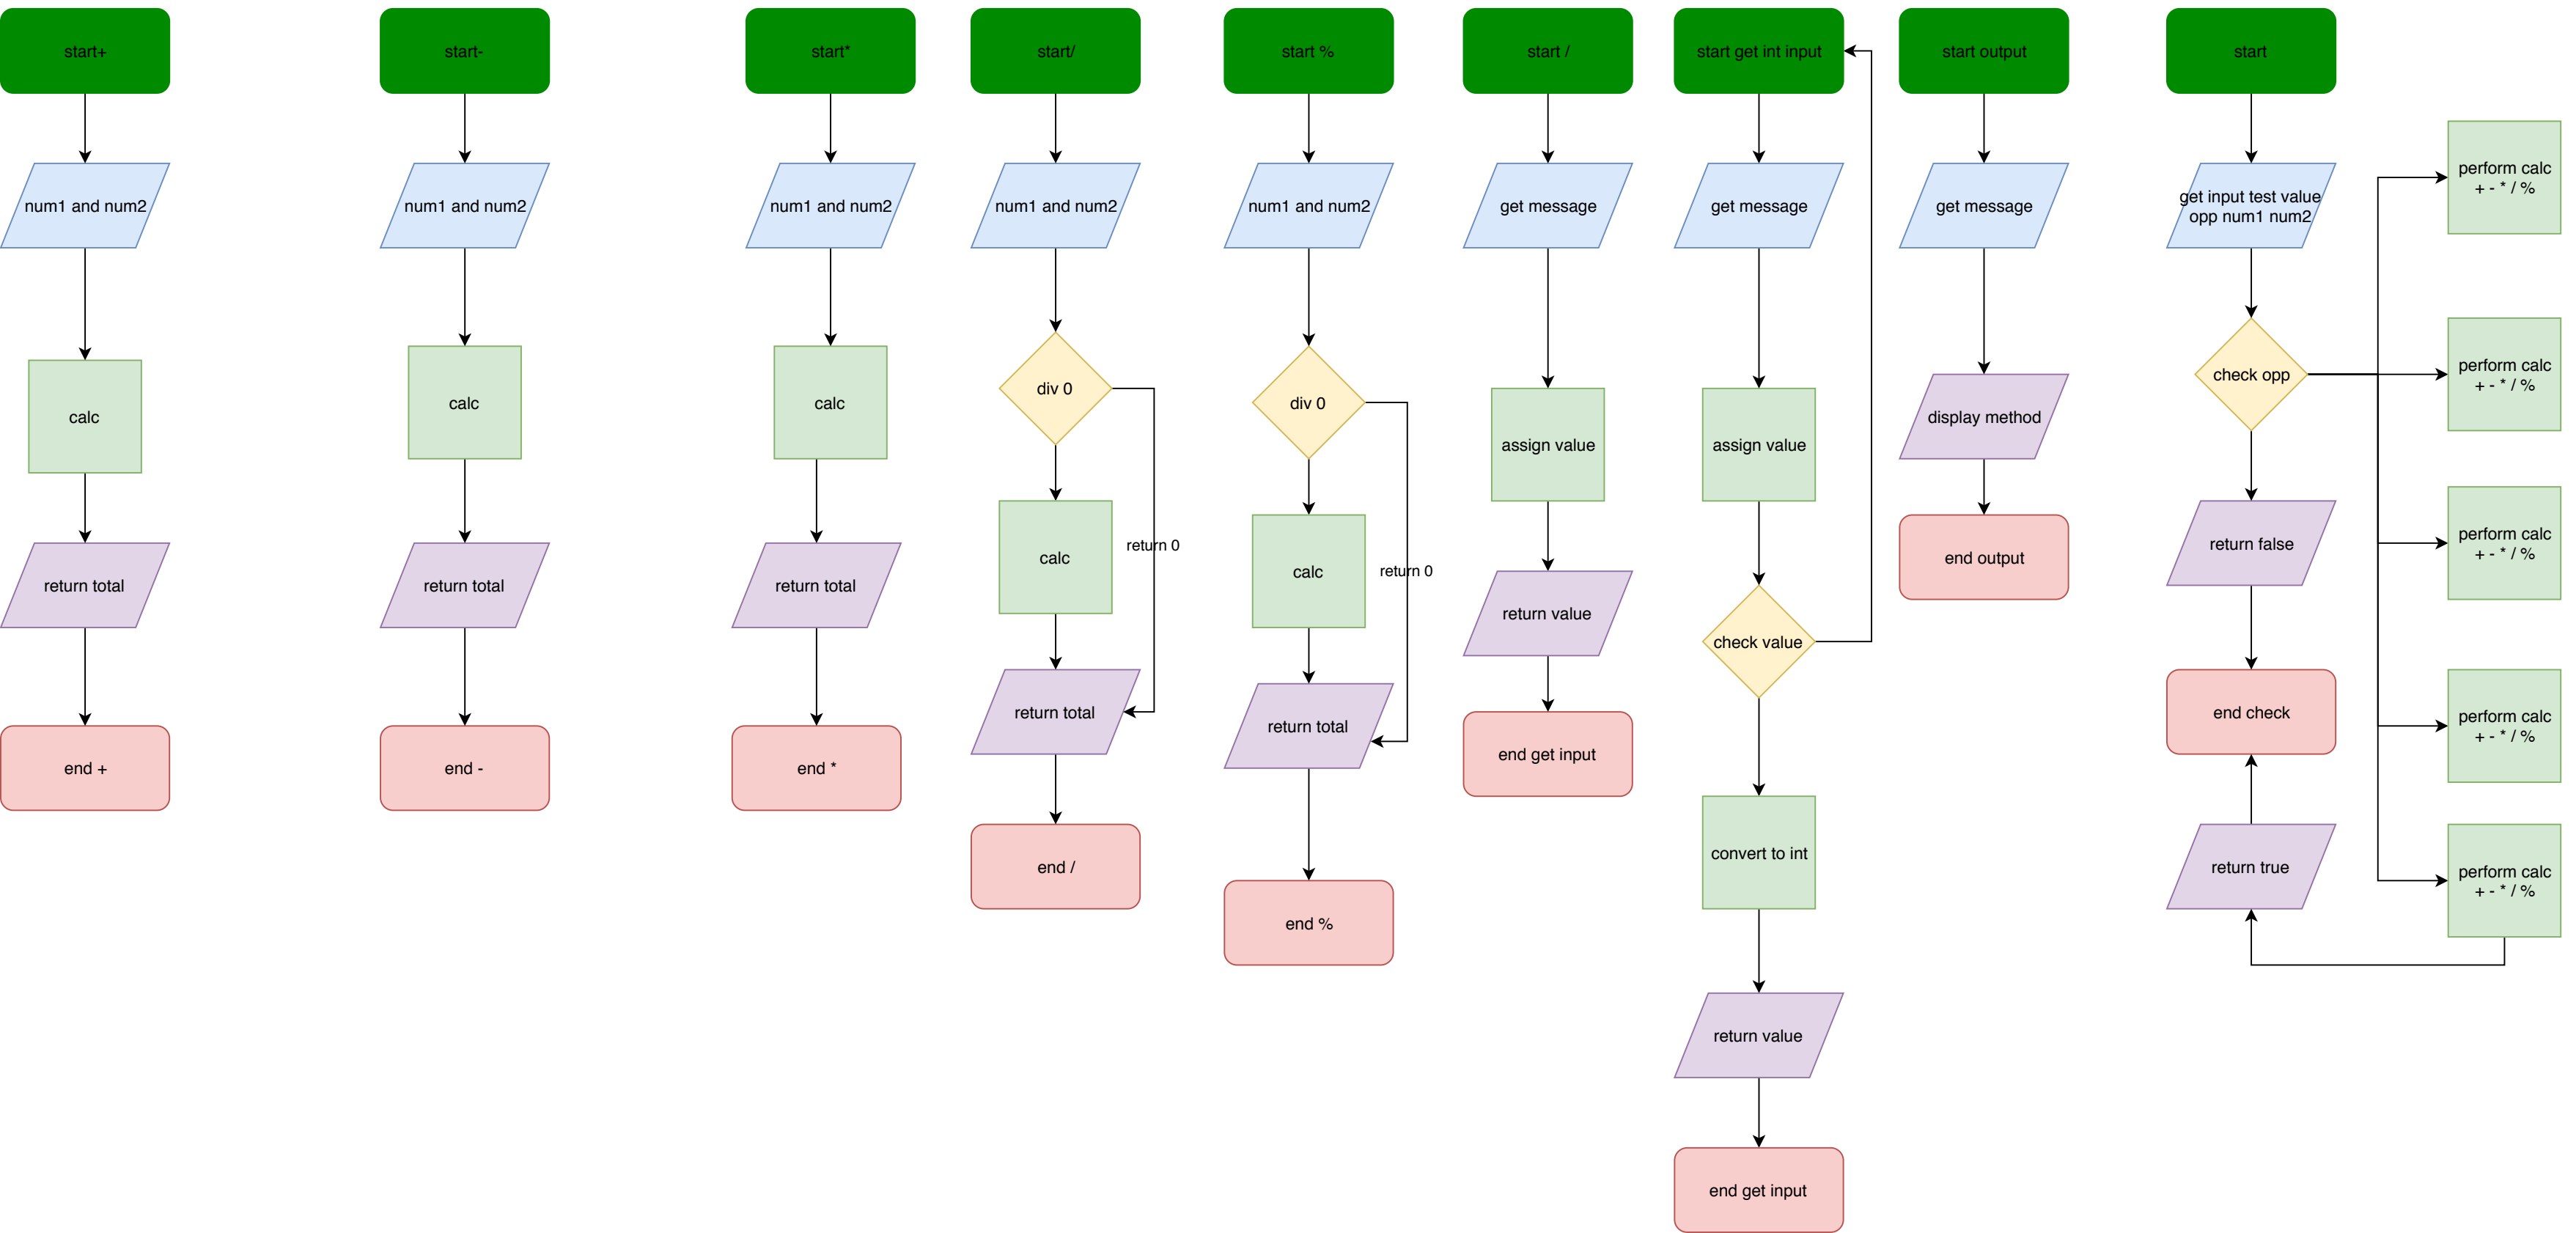 start+
num1 and num2
calc
return total
end +
start-
num1 and num2
calc
return total
end -
start*
num1 and num2
calc
return total
end *
start/
num1 and num2
div 0
calc
return 0
return total
end /
start %
num1 and num2
div 0
calc
return 0
return total
end %
start /
get message
assign value
return value
end get input
start get int input
get message
assign value
check value
convert to int
return value
end get input
start output
get message
display method
end output
start
get input test value
opp num1 num2
check opp
return false
end check
return true
perform calc
+ - * / %
perform calc
+ - * / %
perform calc
+ - * / %
perform calc
+ - * / %
perform calc
+ - * / %